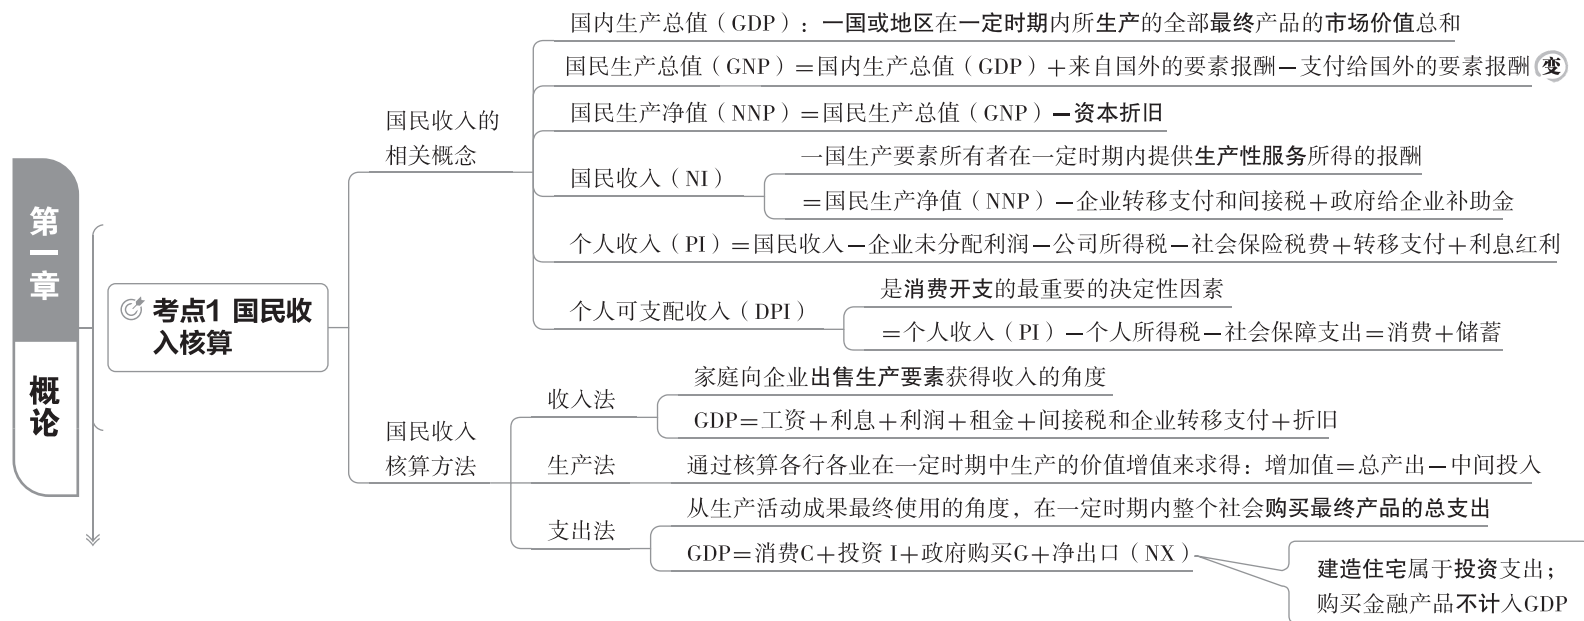 第一章
概论
考点1 国民收
入核算
国民收入的
相关概念
国内生产总值（GDP）：一国或地区在一定时期内所生产的全部最终产品的市场价值总和
国民生产总值（GNP）＝国内生产总值（GDP）＋来自国外的要素报酬－支付给国外的要素报酬 变
国民生产净值（NNP）＝国民生产总值（GNP）－资本折旧
国民收入（NI）
一国生产要素所有者在一定时期内提供生产性服务所得的报酬
＝国民生产净值（NNP）－企业转移支付和间接税＋政府给企业补助金
个人收入（PI）＝国民收入－企业未分配利润－公司所得税－社会保险税费＋转移支付＋利息红利
个人可支配收入（DPI）
是消费开支的最重要的决定性因素
＝个人收入（PI）－个人所得税－社会保障支出＝消费＋储蓄
国民收入
核算方法
收入法
家庭向企业出售生产要素获得收入的角度
GDP＝工资＋利息＋利润＋租金＋间接税和企业转移支付＋折旧
生产法
通过核算各行各业在一定时期中生产的价值增值来求得：增加值＝总产出－中间投入
支出法
从生产活动成果最终使用的角度，在一定时期内整个社会购买最终产品的总支出
GDP＝消费C＋投资 I＋政府购买G＋净出口（NX）
建造住宅属于投资支出；
购买金融产品不计入GDP